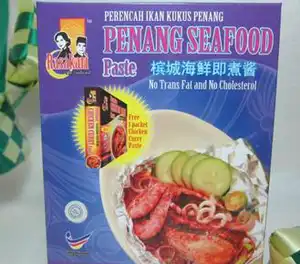 PERENCAH IKAN KUKUS PENANG
PENANG SEAFOOD
Paste
槟城海鲜即煮酱
No Trans Fat and No Cholesterol
Free
1 packet
Chicken
Curry
Paste